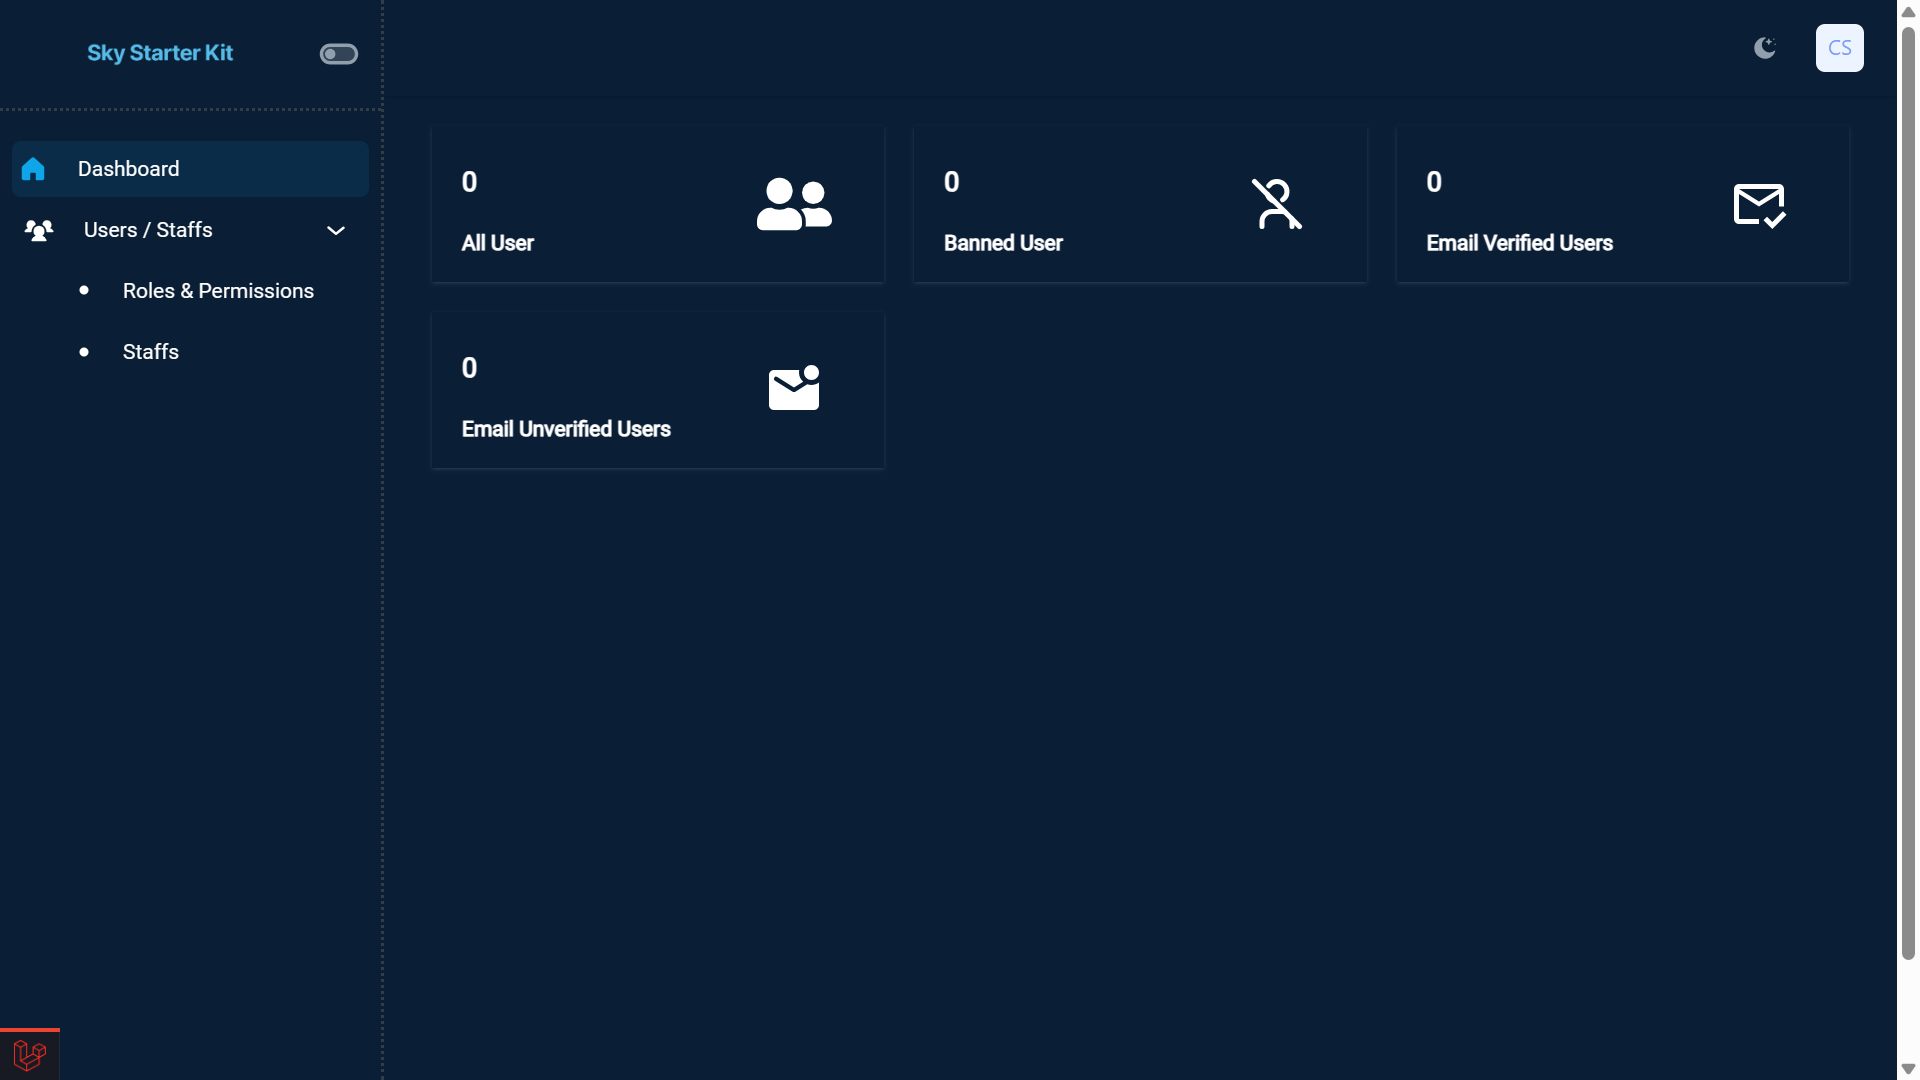 Sky Starter Kit
CS
Dashboard
Users / Staffs
Roles & Permissions
Staffs
0
All User
0
Banned User
0
Email Verified Users
0
Email Unverified Users